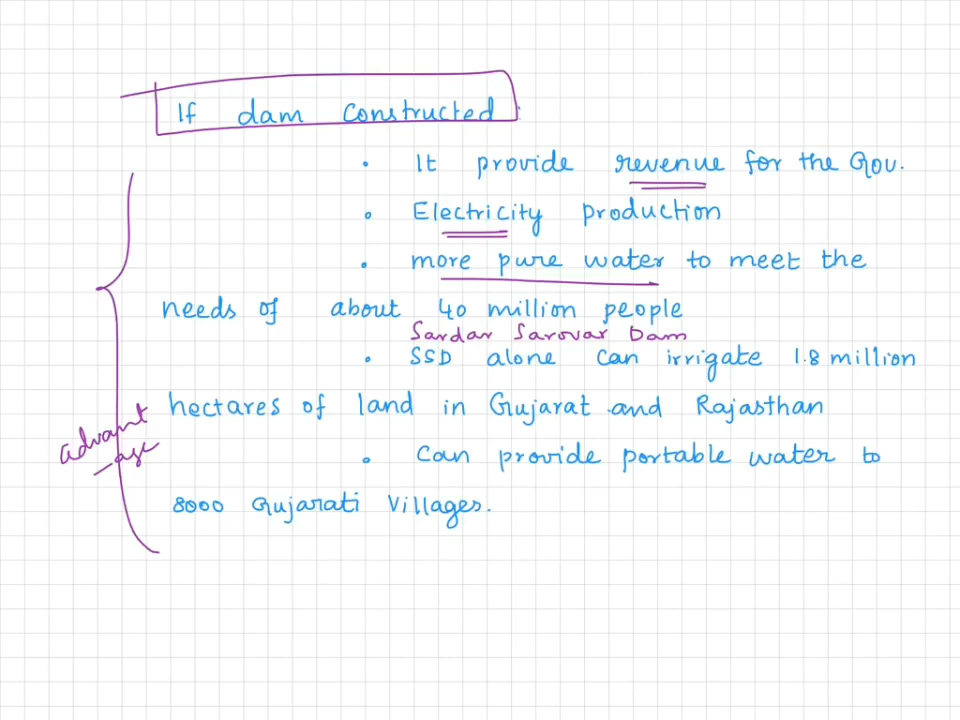 If dam constructed:
• It provide revenue for the Gov.
• Electricity production
• more pure water to meet the
needs of about 40 million people
Sardar Sarovar Dam
• SSD alone can irrigate 1.8 million
hectares of land in Gujarat and Rajasthan
advant
-age
• Can provide portable water to
8000 Gujarati Villages.